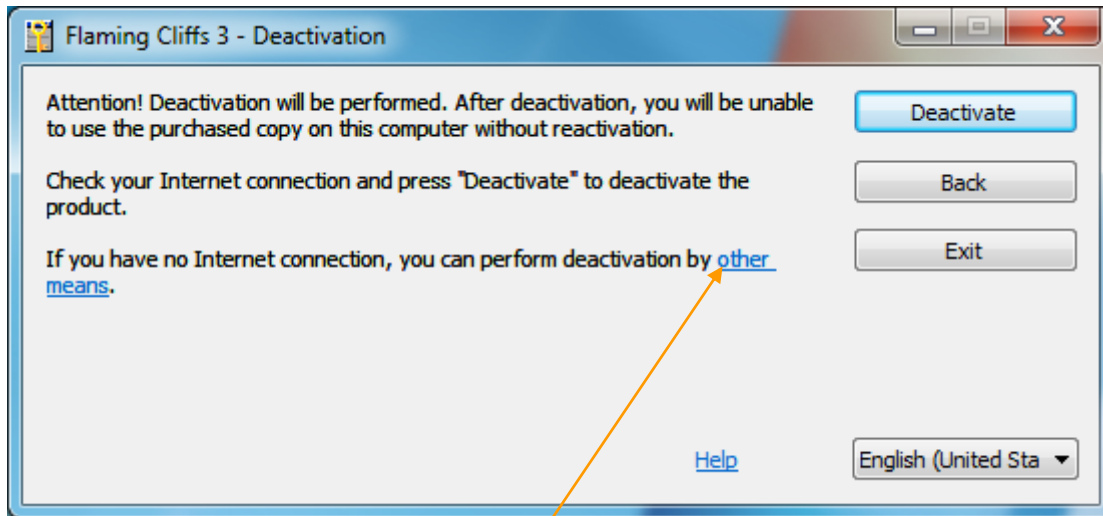 Flaming Cliffs 3 - Deactivation
Attention! Deactivation will be performed. After deactivation, you will be unable
to use the purchased copy on this computer without reactivation.
Deactivate
Check your Internet connection and press "Deactivate" to deactivate the
product.
Back
If you have no Internet connection, you can perform deactivation by other
means.
Exit
Help
English (United Sta